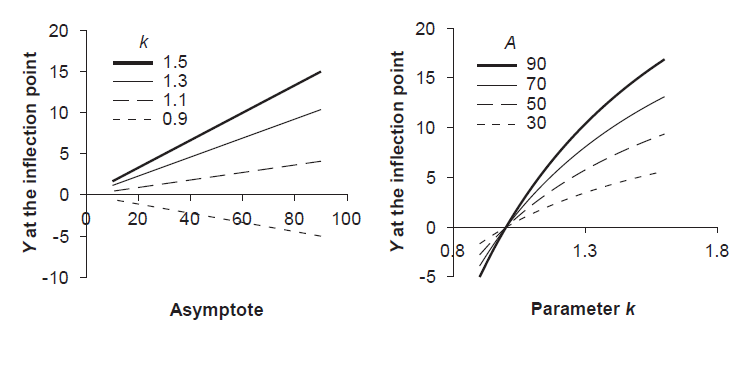 Y at the inflection point
20
15
10
5
0
-5
-10
k
1.5
1.3
1.1
0.9
0 20 40 60 80 100
Asymptote
Y at the inflection point
20
15
10
5
0
-5
A
90
70
50
30
0.8 1.3 1.8
Parameter k